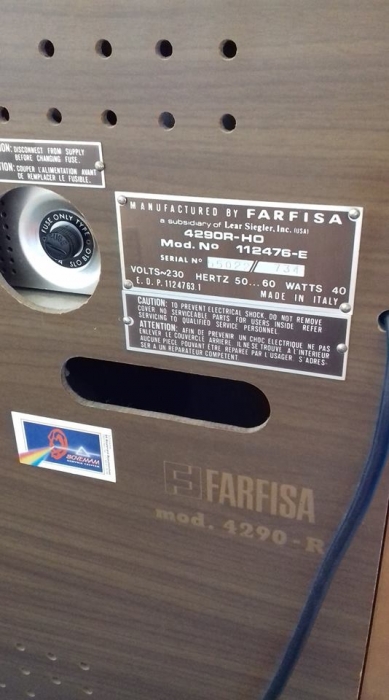 ON: DISCONNECT FROM SUPPLY
BEFORE CHANGING FUSE.
TION: COUPER L'ALIMENTATION AVANT
DE REMPLACER LE FUSIBLE.
FUSE ONLY TYPE
SLO BLO
MANUFACTURED BY FARFISA
a subsidiary of Lear Siegler, Inc. (USA)
4290R-HO
Mod. No 112476-E
SERIAL No
VOLTS~230 HERTZ 50...60 WATTS 40
E.D.P. 1124763.1 MADE IN ITALY
CAUTION: TO PREVENT ELECTRICAL SHOCK, DO NOT REMOVE
COVER. NO SERVICEABLE PARTS FOR USERS INSIDE. REFER
SERVICING TO QUALIFIED SERVICE PERSONNEL.
ATTENTION: AFIN DE PREVENIR UN CHOC ELECTRIQUE NE PAS
ENLEVER LE COUVERCLE ARRIERE. IL NE SE TROUVE A L'INTERIEUR
AUCUNE PIECE POUVANT ETRE REPAREE PAR L'USAGER. S'ADRES-
SER A UN REPARATEUR COMPETENT.
BOVEMAM
FARFISA
mod. 4290-R